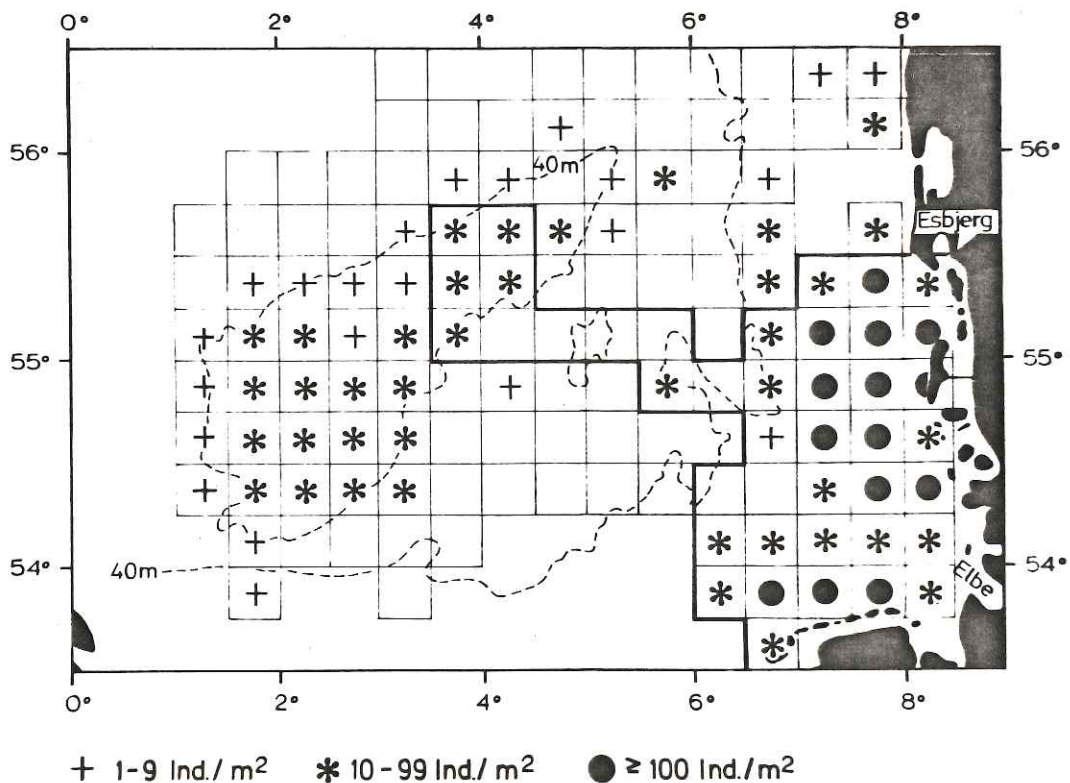 0° 2° 4° 6° 8°
56° 40m 56°
Esbjerg
55° 55°
54° 40m 54°
Elbe
0° 2° 4° 6° 8°
+ 1-9 Ind./m² * 10-99 Ind./m² ● ≥ 100 Ind./m²